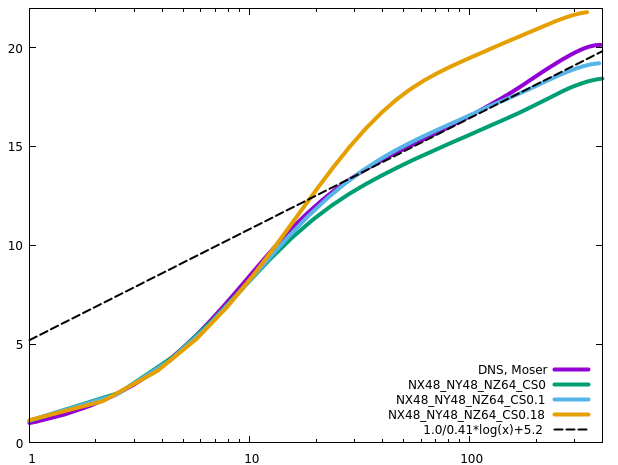 20
15
10
5
0
1
10
100
DNS, Moser
NX48_NY48_NZ64_CS0
NX48_NY48_NZ64_CS0.1
NX48_NY48_NZ64_CS0.18
1.0/0.41*log(x)+5.2